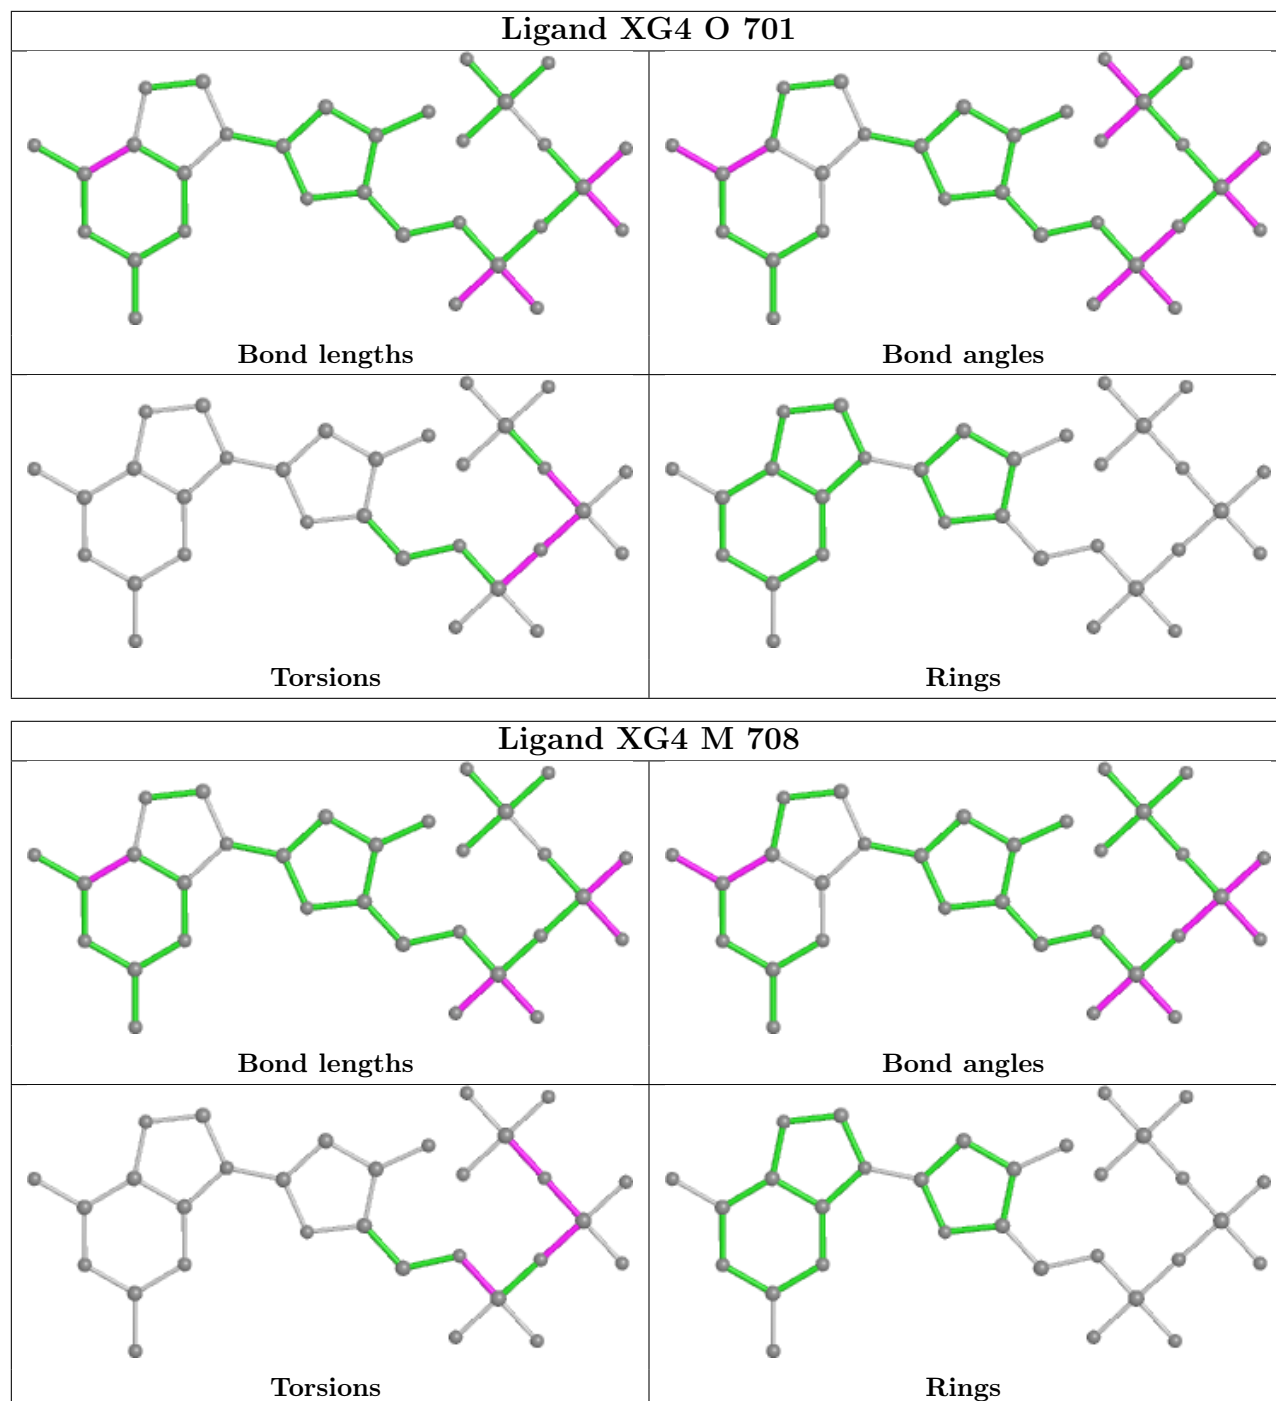 Ligand XG4 O 701
Bond lengths
Bond angles
Torsions
Rings
Ligand XG4 M 708
Bond lengths
Bond angles
Torsions
Rings